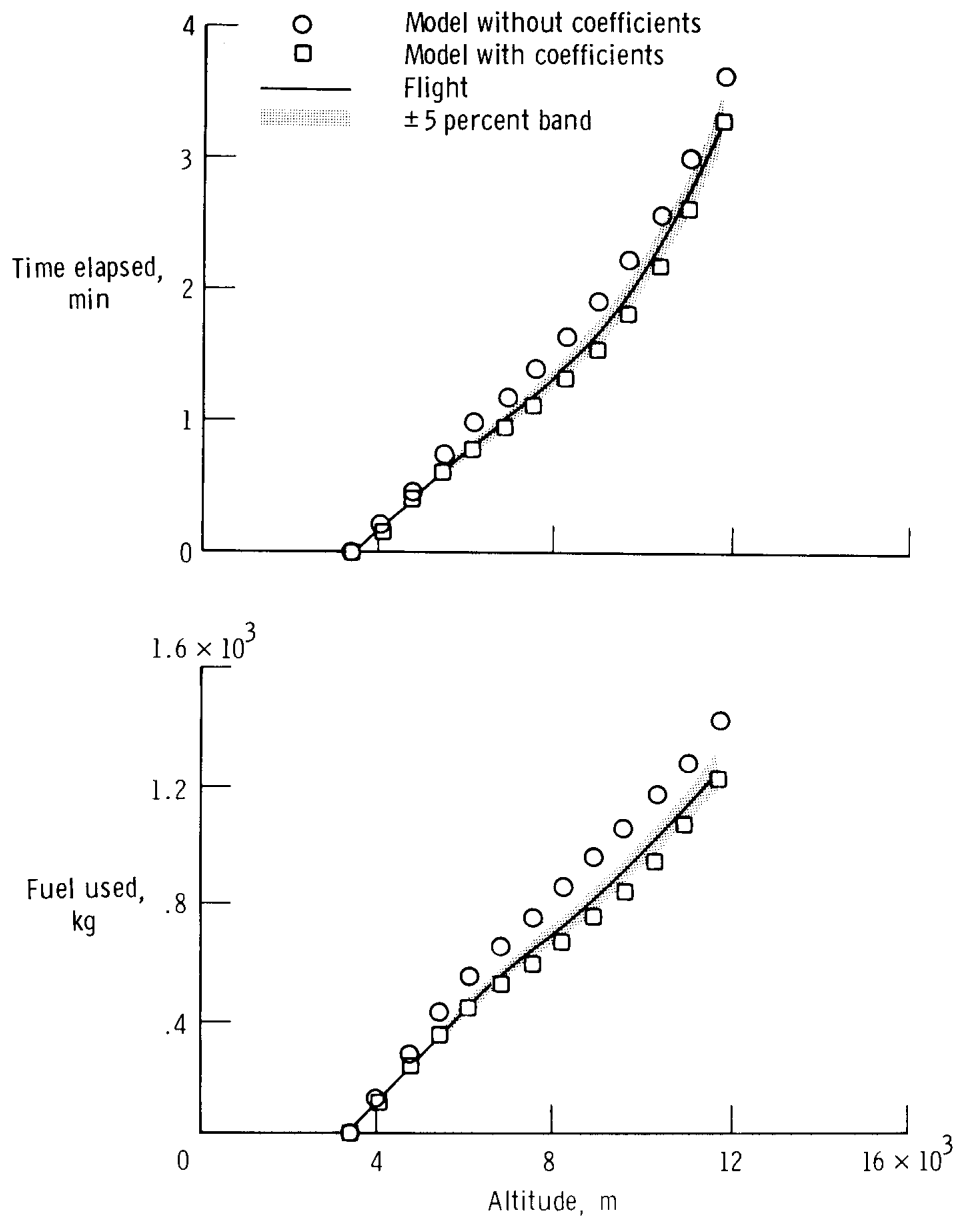 4
Model without coefficients
Model with coefficients
Flight
± 5 percent band
3
Time elapsed,
min
2
1
0
1.6 × 10³
1.2
Fuel used,
kg
.8
.4
0
4
8
12
16 × 10³
Altitude, m